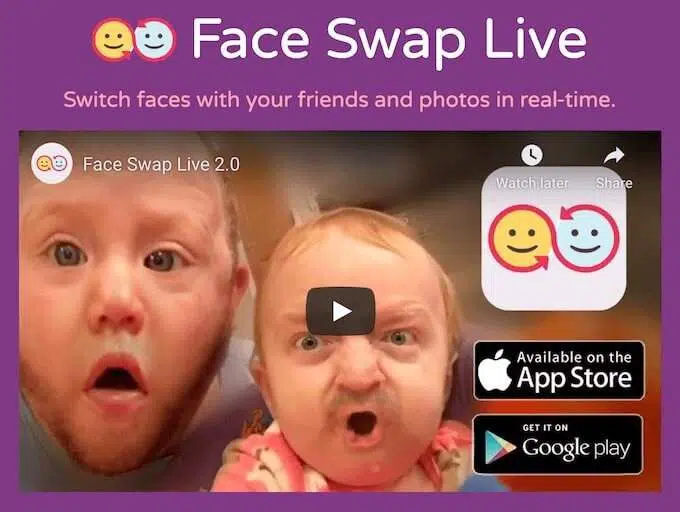 Face Swap Live
Switch faces with your friends and photos in real-time.
Face Swap Live 2.0
Watch later
Share
Available on the
App Store
GET IT ON
Google play